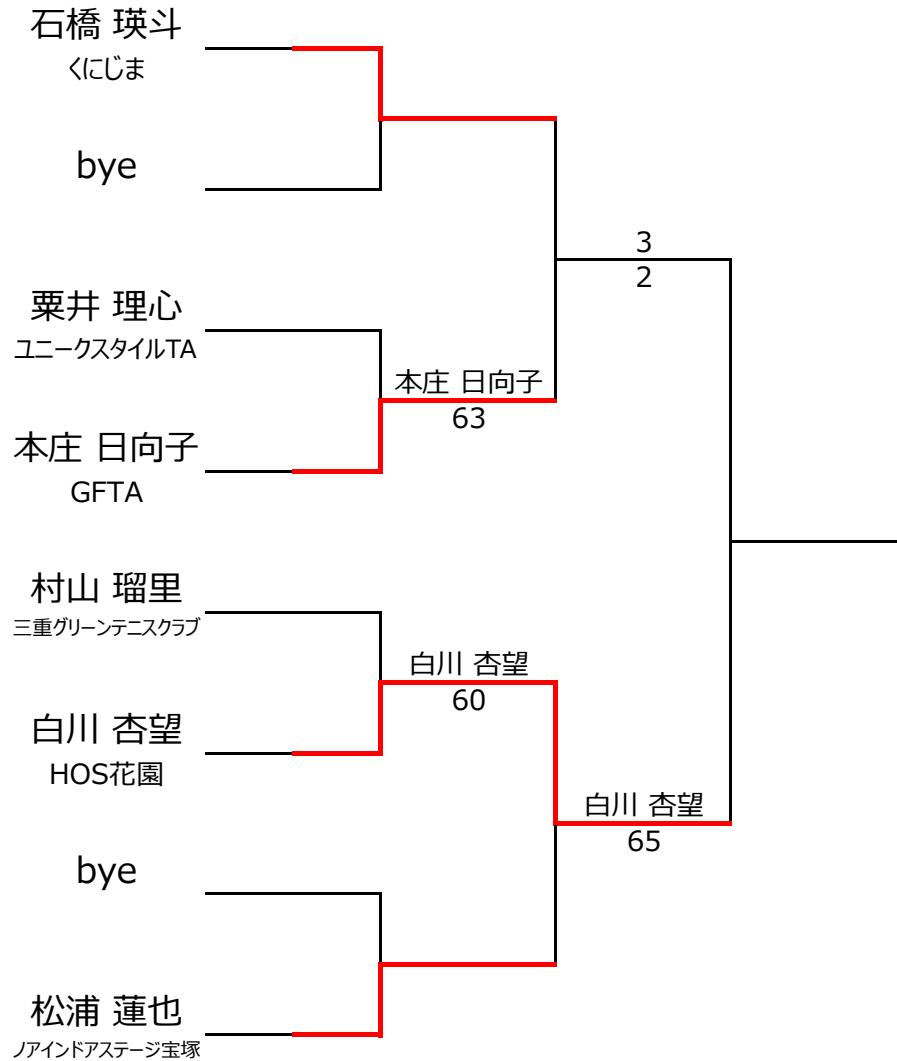 石橋 瑛斗
くにじま
bye
3
2
粟井 理心
ユニークスタイルTA
本庄 日向子
63
本庄 日向子
GFTA
村山 瑠里
三重グリーンテニスクラブ
白川 杏望
60
白川 杏望
HOS花園
白川 杏望
65
bye
松浦 蓮也
ノアインドアステージ宝塚